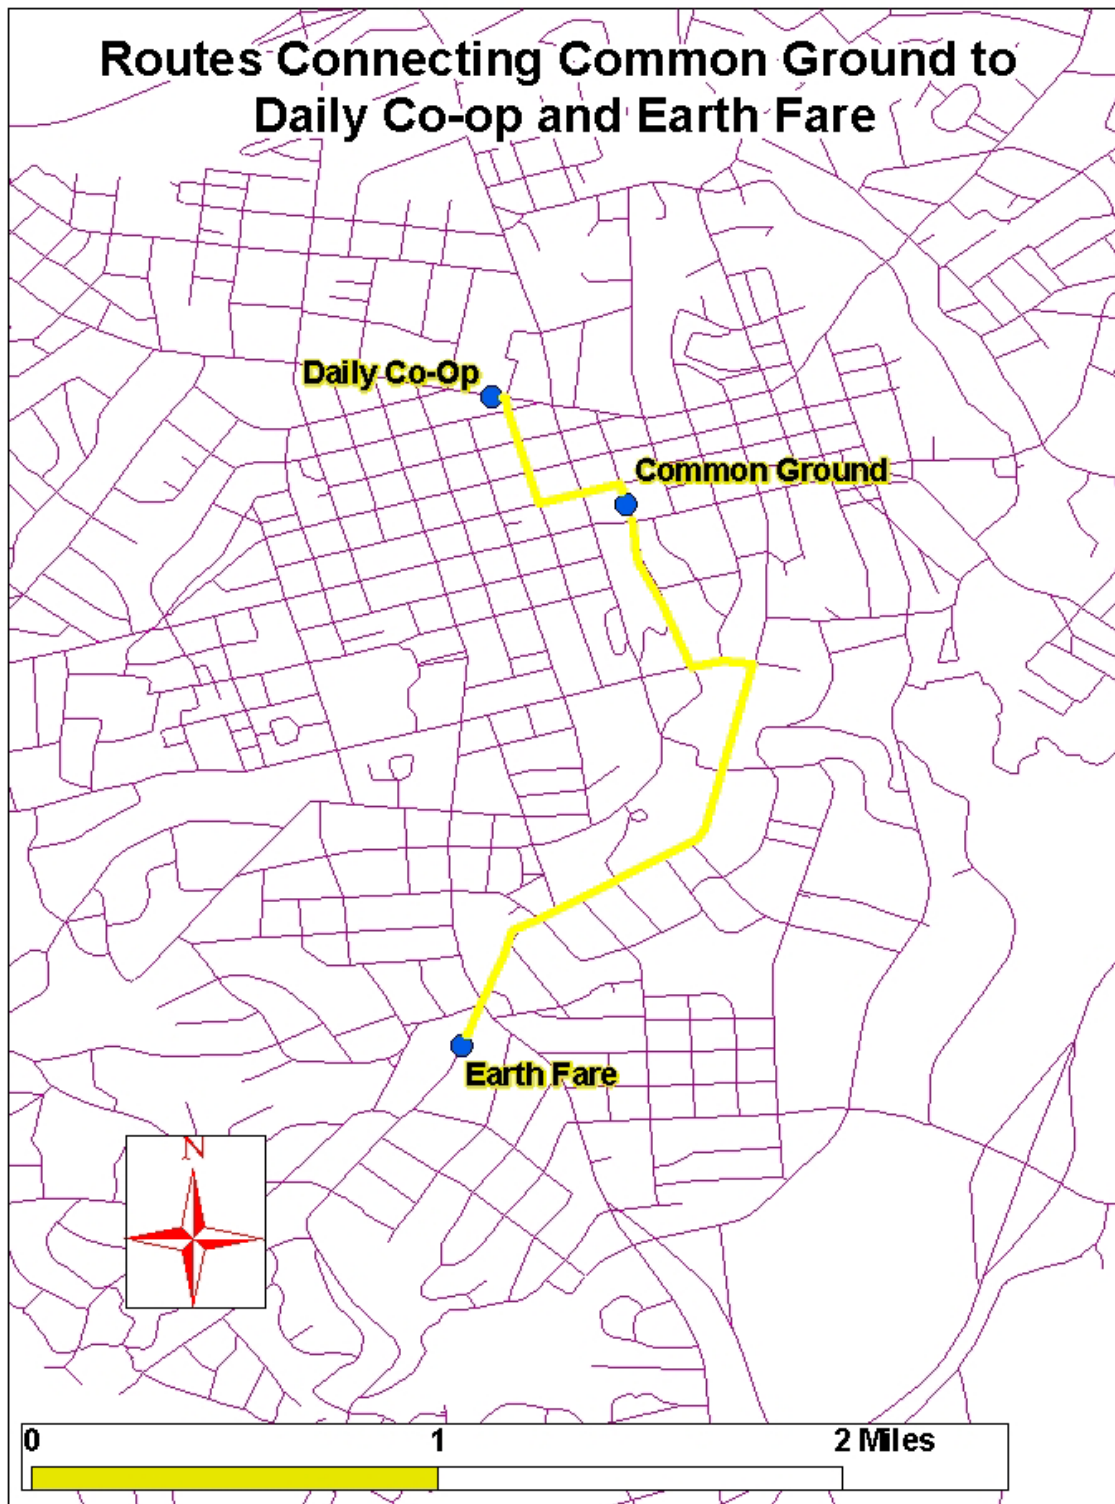 Routes Connecting Common Ground to
Daily Co-op and Earth Fare
Daily Co-Op
Common Ground
Earth Fare
N
0 1 2 Miles